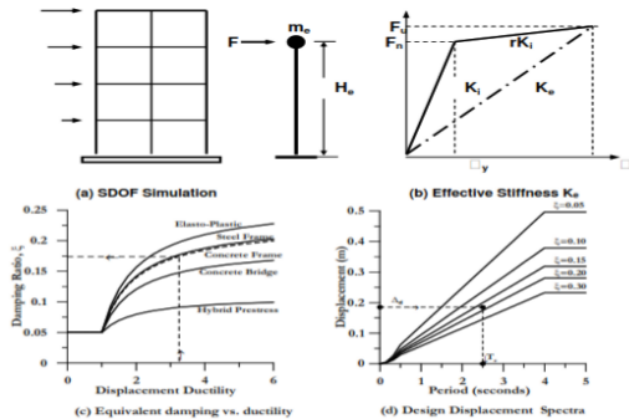 F
mₑ
Hₑ
Fᵤ
Fₙ
rKᵢ
Kᵢ
Kₑ
y
(a) SDOF Simulation
(b) Effective Stiffness Kₑ
0.25
0.20
0.15
0.10
0.05
0.00
Damping Ratio, ξ
Elasto-Plastic
Steel Frame
Concrete Frame
Concrete Bridge
Hybrid Prestress
0 2 4 6
Displacement Ductility
(c) Equivalent damping vs. ductility
0.5
0.4
0.3
0.2
0.1
0
Displacement (m)
ξ=0.05
ξ=0.10
ξ=0.15
ξ=0.20
ξ=0.30
0 1 2 3 4 5
Period (seconds)
(d) Design Displacement Spectra